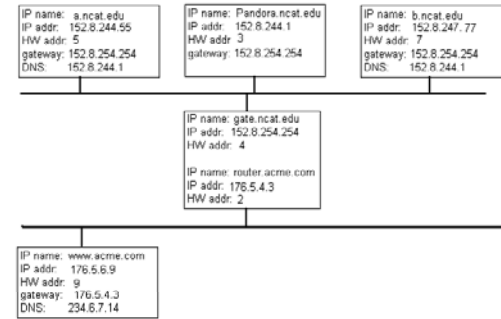 IP name: a.ncat.edu
IP addr: 152.8.244.55
HW addr: 5
gateway: 152.8.254.254
DNS: 152.8.244.1
IP name: Pandora.ncat.edu
IP addr: 152.8.244.1
HW addr: 3
gateway: 152.8.254.254
IP name: b.ncat.edu
IP addr: 152.8.247.77
HW addr: 7
gateway: 152.8.254.254
DNS: 152.8.244.1
IP name: gate.ncat.edu
IP addr: 152.8.254.254
HW addr: 4
IP name: router.acme.com
IP addr: 176.5.4.3
HW addr: 2
IP name: www.acme.com
IP addr: 176.5.6.9
HW addr: 9
gateway: 176.5.4.3
DNS: 234.6.7.14